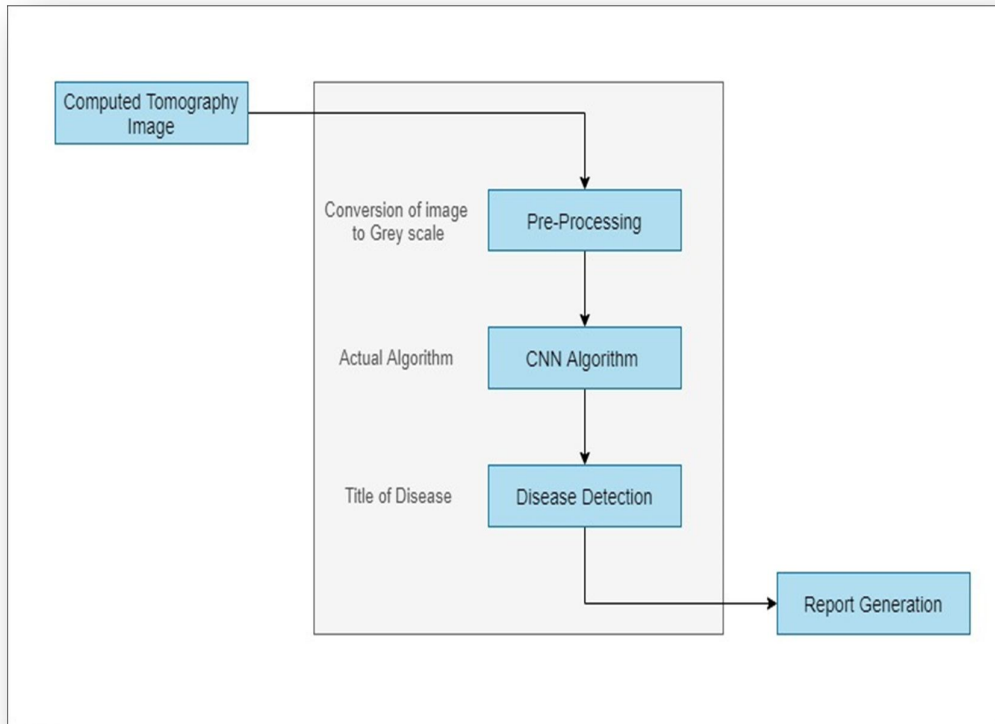 Computed Tomography
Image
Conversion of image
to Grey scale
Pre-Processing
Actual Algorithm
CNN Algorithm
Title of Disease
Disease Detection
Report Generation